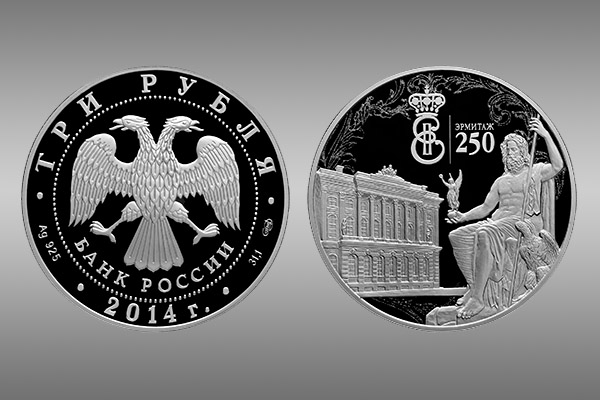 ТРИ РУБЛЯ
Ag 925
31,1
БАНК РОССИИ
2014 г.
ЭРМИТАЖ
250